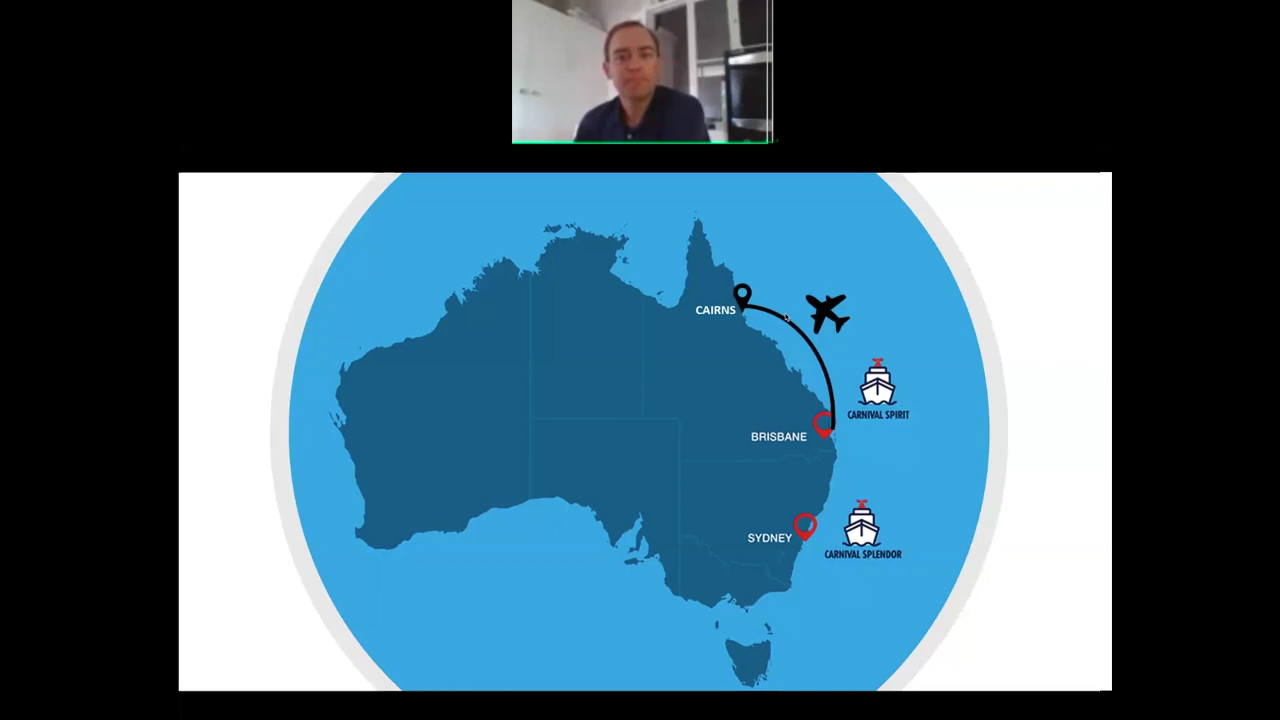 CAIRNS
CARNIVAL SPIRIT
BRISBANE
SYDNEY
CARNIVAL SPLENDOR